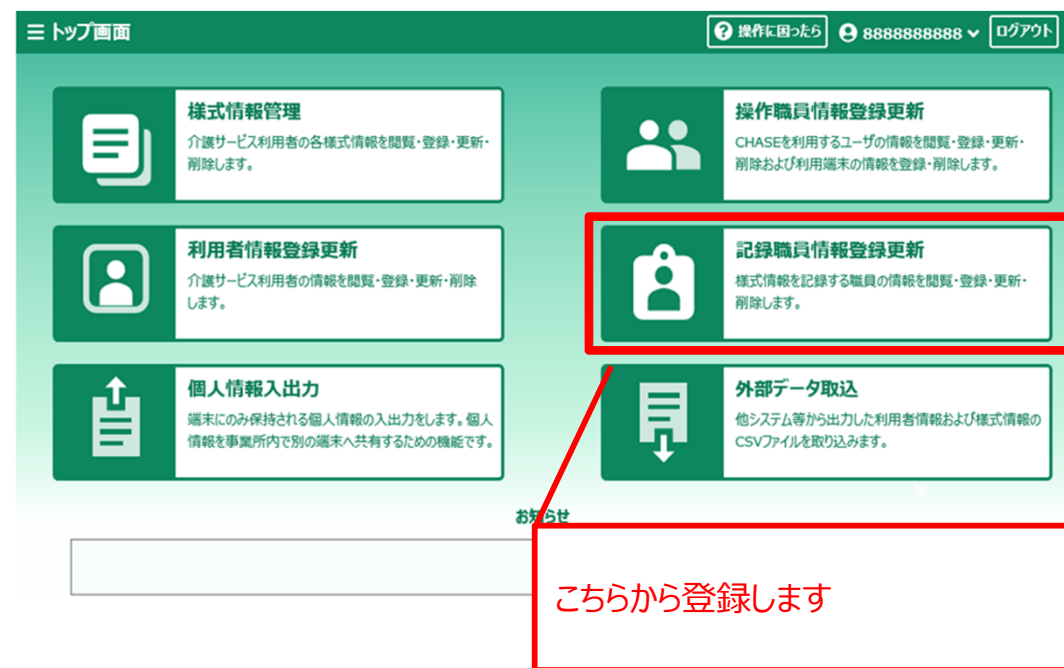 トップ画面
操作に困ったら
8888888888
ログアウト
様式情報管理
介護サービス利用者の各様式情報を閲覧・登録・更新・
削除します。
操作職員情報登録更新
CHASEを利用するユーザの情報を閲覧・登録・更新・
削除および利用端末の情報を登録・削除します。
利用者情報登録更新
介護サービス利用者の情報を閲覧・登録・更新・削除
します。
記録職員情報登録更新
様式情報を記録する職員の情報を閲覧・登録・更新・
削除します。
個人情報入出力
端末にのみ保持される個人情報の入出力をします。個人
情報を事業所内で別の端末へ共有するための機能です。
外部データ取込
他システム等から出力した利用者情報および様式情報の
CSVファイルを取り込みます。
お知らせ
こちらから登録します